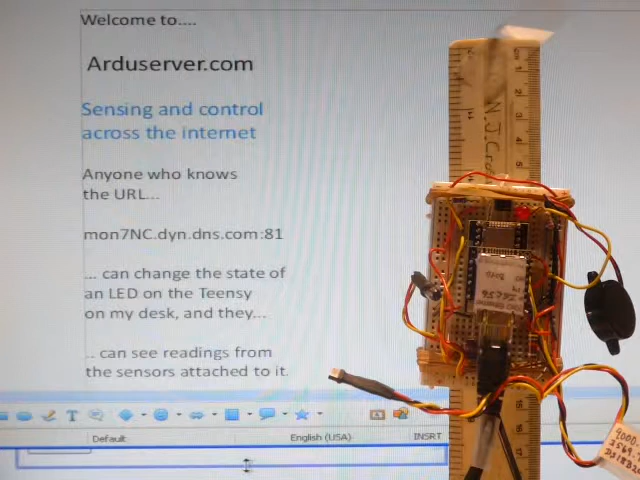 Welcome to....
Arduserver.com
Sensing and control
across the internet
Anyone who knows
the URL...
mon7NC.dyn.dns.com:81
... can change the state of
an LED on the Teensy
on my desk, and they...
.. can see readings from
the sensors attached to it.
Default
English (USA)
INSRT
N.J.Cro